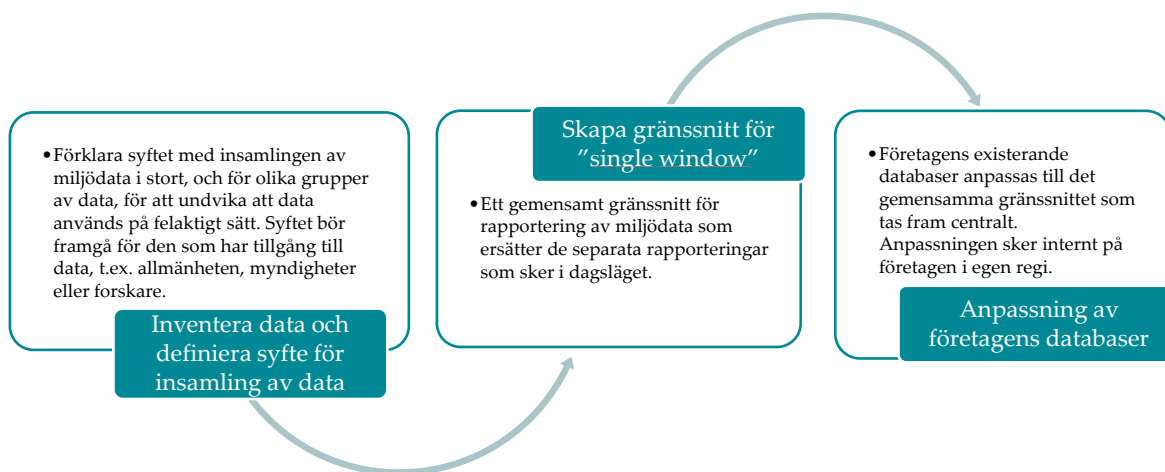 •Förklara syftet med insamlingen av
miljödata i stort, och för olika grupper
av data, för att undvika att data
används på felaktigt sätt. Syftet bör
framgå för den som har tillgång till
data, t.ex. allmänheten, myndigheter
eller forskare.
Inventera data och
definiera syfte för
insamling av data
Skapa gränssnitt för
”single window”
•Ett gemensamt gränssnitt för
rapportering av miljödata som
ersätter de separata rapporteringar
som sker i dagsläget.
•Företagens existerande
databaser anpassas till det
gemensamma gränssnittet som
tas fram centralt.
Anpassningen sker internt på
företagen i egen regi.
Anpassning av
företagens databaser